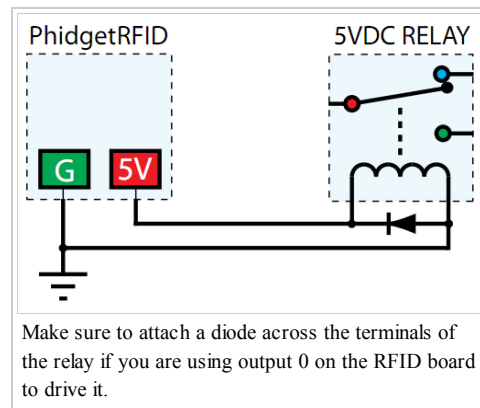 PhidgetRFID
5VDC RELAY
G
5V
Make sure to attach a diode across the terminals of
the relay if you are using output 0 on the RFID board
to drive it.